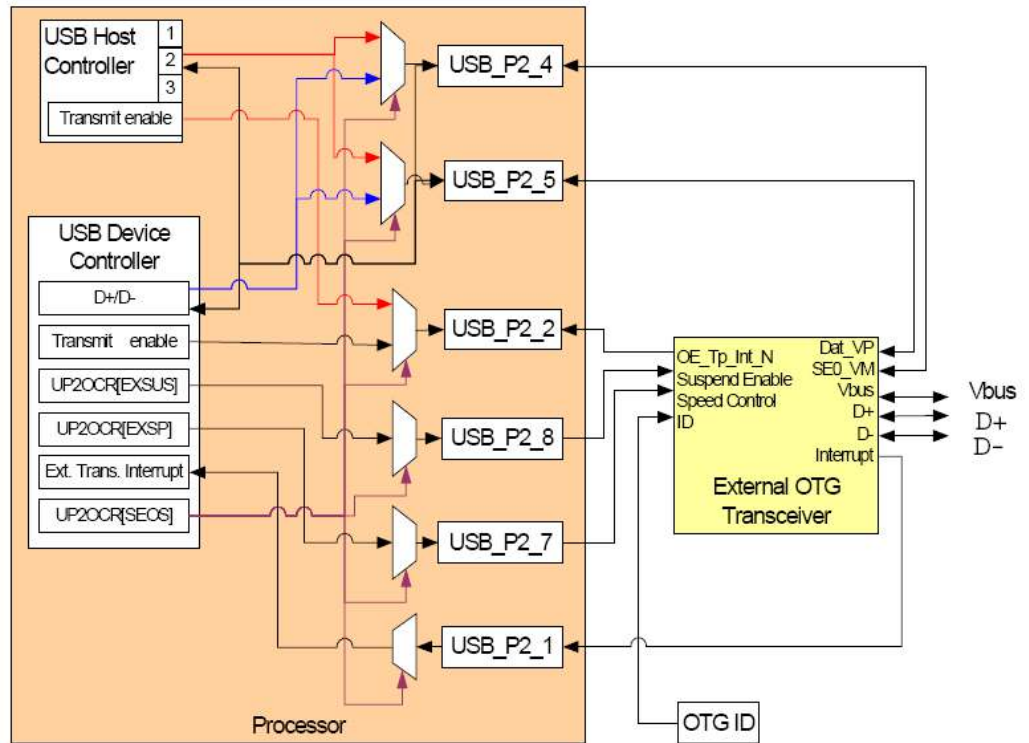 USB Host
Controller
1
2
3
Transmit enable
USB_P2_4
USB_P2_5
USB Device
Controller
D+/D-
Transmit enable
UP2OCR[EXSUS]
UP2OCR[EXSP]
Ext. Trans. Interrupt
UP2OCR[SEOS]
USB_P2_2
USB_P2_8
USB_P2_7
USB_P2_1
Processor
OE_Tp_Int_N
Suspend Enable
Speed Control
ID
Dat_VP
SE0_VM
Vbus
D+
D-
Interrupt
External OTG
Transceiver
Vbus
D+
D-
OTG ID